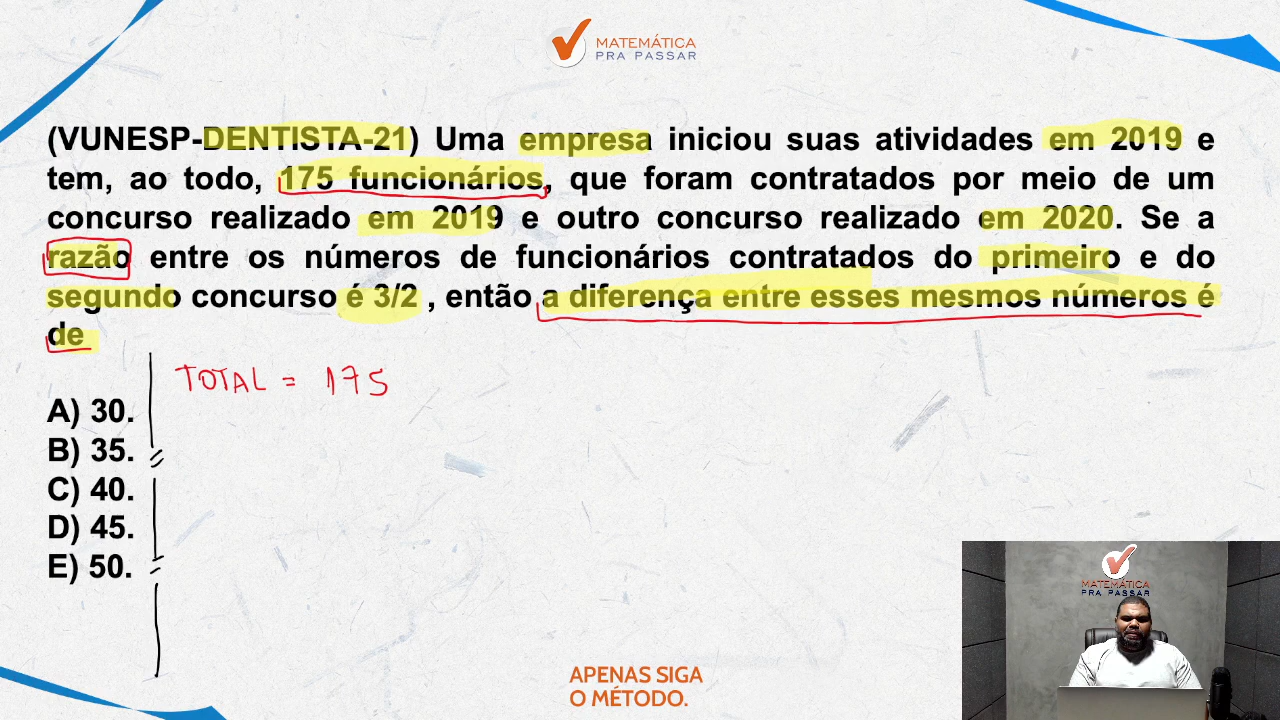 MATEMÁTICA
PRA PASSAR
(VUNESP-DENTISTA-21) Uma empresa iniciou suas atividades em 2019 e
tem, ao todo, 175 funcionários, que foram contratados por meio de um
concurso realizado em 2019 e outro concurso realizado em 2020. Se a
razão entre os números de funcionários contratados do primeiro e do
segundo concurso é 3/2 , então a diferença entre esses mesmos números é
de
TOTAL = 175
A) 30.
B) 35.
C) 40.
D) 45.
E) 50.
MATEMÁTICA
PRA PASSAR
APENAS SIGA
O MÉTODO.